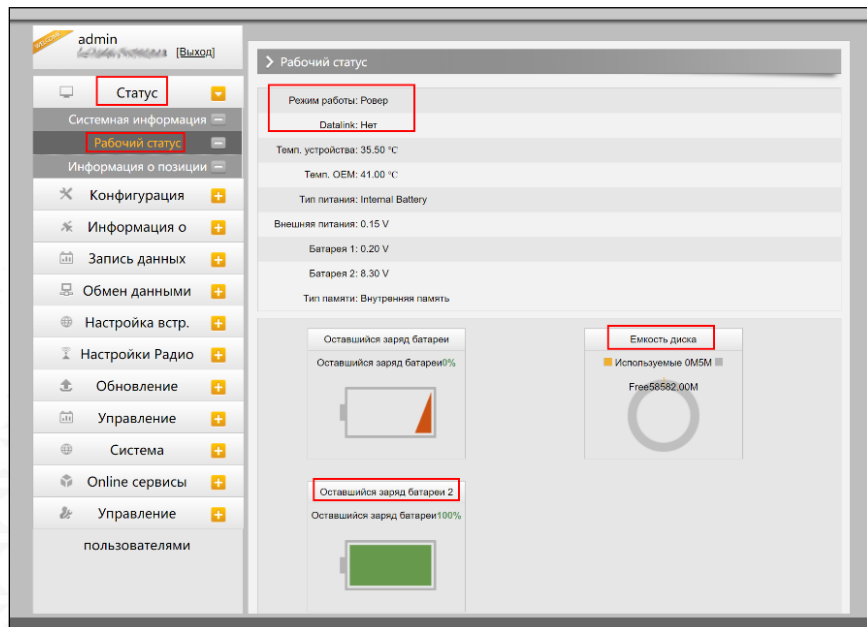 WELCOME
admin
[Выход]
Статус
Системная информация
Рабочий статус
Информация о позиции
Конфигурация
Информация о
Запись данных
Обмен данными
Настройка встр.
Настройки Радио
Обновление
Управление
Система
Online сервисы
Управление
пользователями
Рабочий статус
Режим работы: Ровер
Datalink: Нет
Темп. устройства: 35.50 °C
Темп. OEM: 41.00 °C
Тип питания: Internal Battery
Внешняя питания: 0.15 V
Батарея 1: 0.20 V
Батарея 2: 8.30 V
Тип памяти: Внутренняя память
Оставшийся заряд батареи
Оставшийся заряд батареи0%
Емкость диска
Используемые 0M5M
Free58582.00M
Оставшийся заряд батареи 2
Оставшийся заряд батареи100%